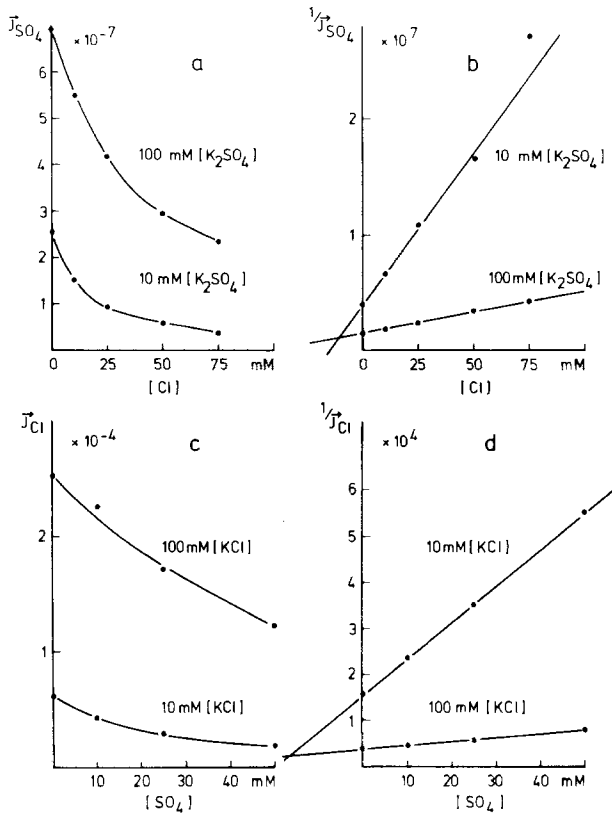 J⃗SO₄ × 10⁻⁷
a
6
5
4
3
2
1
100 mM [K₂SO₄]
10 mM [K₂SO₄]
0 25 50 75 mM
[Cl]
1/J⃗SO₄ × 10⁷
b
2
1
10 mM [K₂SO₄]
100mM [K₂SO₄]
0 25 50 75 mM
[Cl]
J⃗Cl × 10⁻⁴
c
2
1
100mM [KCl]
10 mM [KCl]
10 20 30 40 mM
[SO₄]
1/J⃗Cl × 10⁴
d
6
5
4
3
2
1
10mM [KCl]
100 mM [KCl]
10 20 30 40 mM
[SO₄]